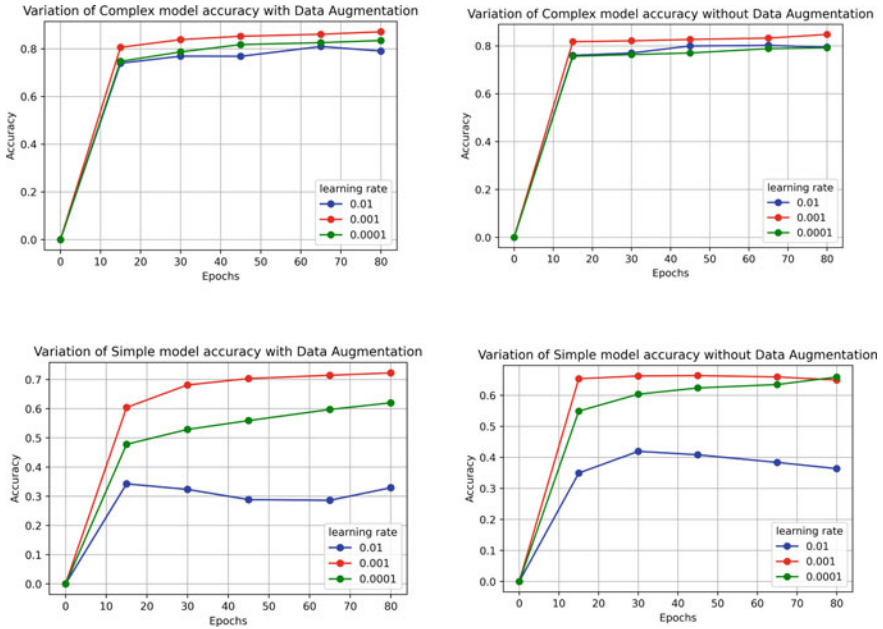 Variation of Complex model accuracy with Data Augmentation
0.8
0.6
0.4
0.2
0.0
Accuracy
learning rate
0.01
0.001
0.0001
0 10 20 30 40 50 60 70 80
Epochs
Variation of Complex model accuracy without Data Augmentation
0.8
0.6
0.4
0.2
0.0
Accuracy
learning rate
0.01
0.001
0.0001
0 10 20 30 40 50 60 70 80
Epochs
Variation of Simple model accuracy with Data Augmentation
0.7
0.6
0.5
0.4
0.3
0.2
0.1
0.0
Accuracy
learning rate
0.01
0.001
0.0001
0 10 20 30 40 50 60 70 80
Epochs
Variation of Simple model accuracy without Data Augmentation
0.6
0.5
0.4
0.3
0.2
0.1
0.0
Accuracy
learning rate
0.01
0.001
0.0001
0 10 20 30 40 50 60 70 80
Epochs